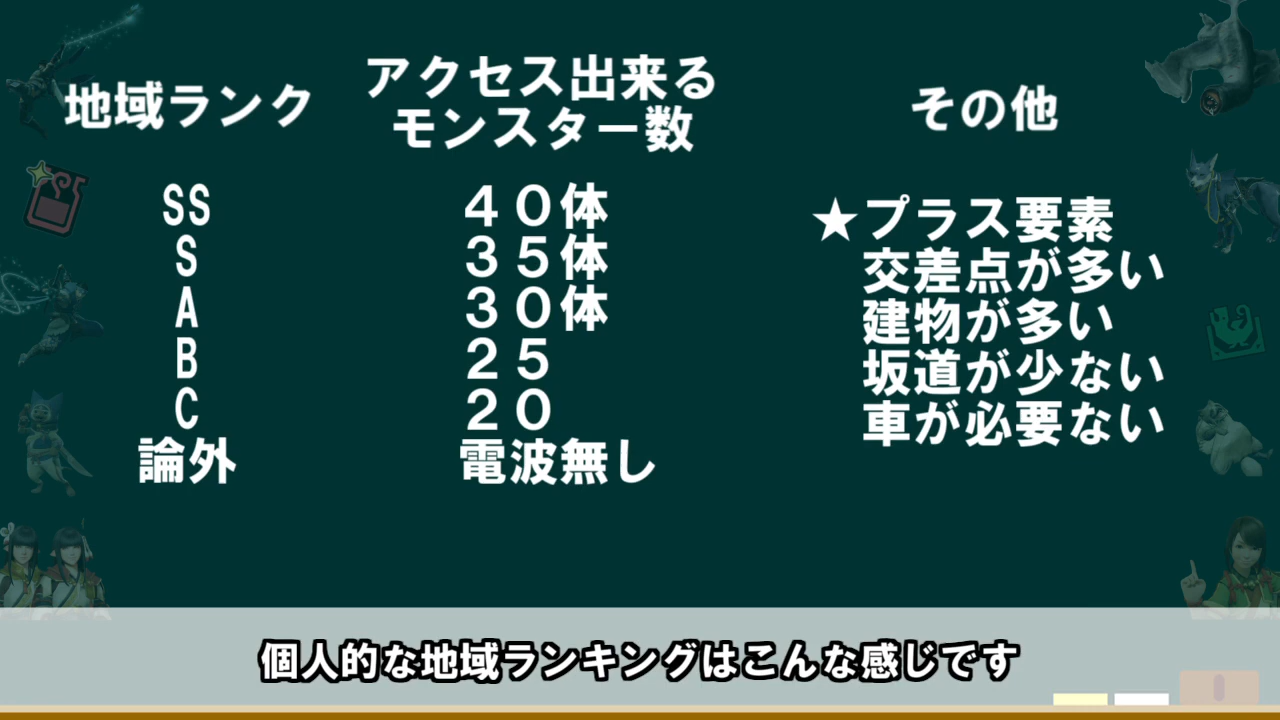 地域ランク
アクセス出来る
モンスター数
その他
SS ４０体
S ３５体
A ３０体
B ２５
C ２０
論外 電波無し
★プラス要素
交差点が多い
建物が多い
坂道が少ない
車が必要ない
個人的な地域ランキングはこんな感じです